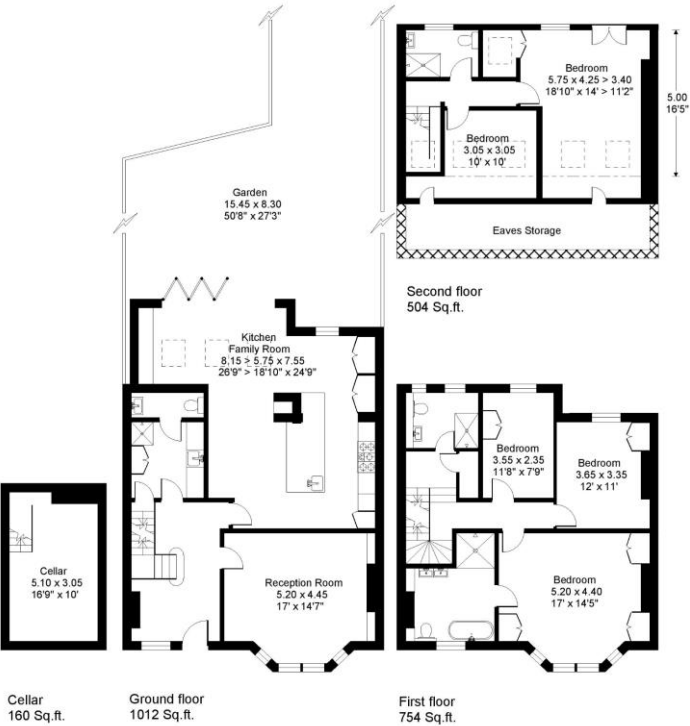 Bedroom
5.75 x 4.25 > 3.40
18'10" x 14' > 11'2"
5.00
16'5"
Bedroom
3.05 x 3.05
10' x 10'
Eaves Storage
Second floor
504 Sq.ft.
Garden
15.45 x 8.30
50'8" x 27'3"
Kitchen
Family Room
8.15 > 5.75 x 7.55
26'9" > 18'10" x 24'9"
Reception Room
5.20 x 4.45
17' x 14'7"
Cellar
5.10 x 3.05
16'9" x 10'
Bedroom
3.55 x 2.35
11'8" x 7'9"
Bedroom
3.65 x 3.35
12' x 11'
Bedroom
5.20 x 4.40
17' x 14'5"
Cellar
160 Sq.ft.
Ground floor
1012 Sq.ft.
First floor
754 Sq.ft.